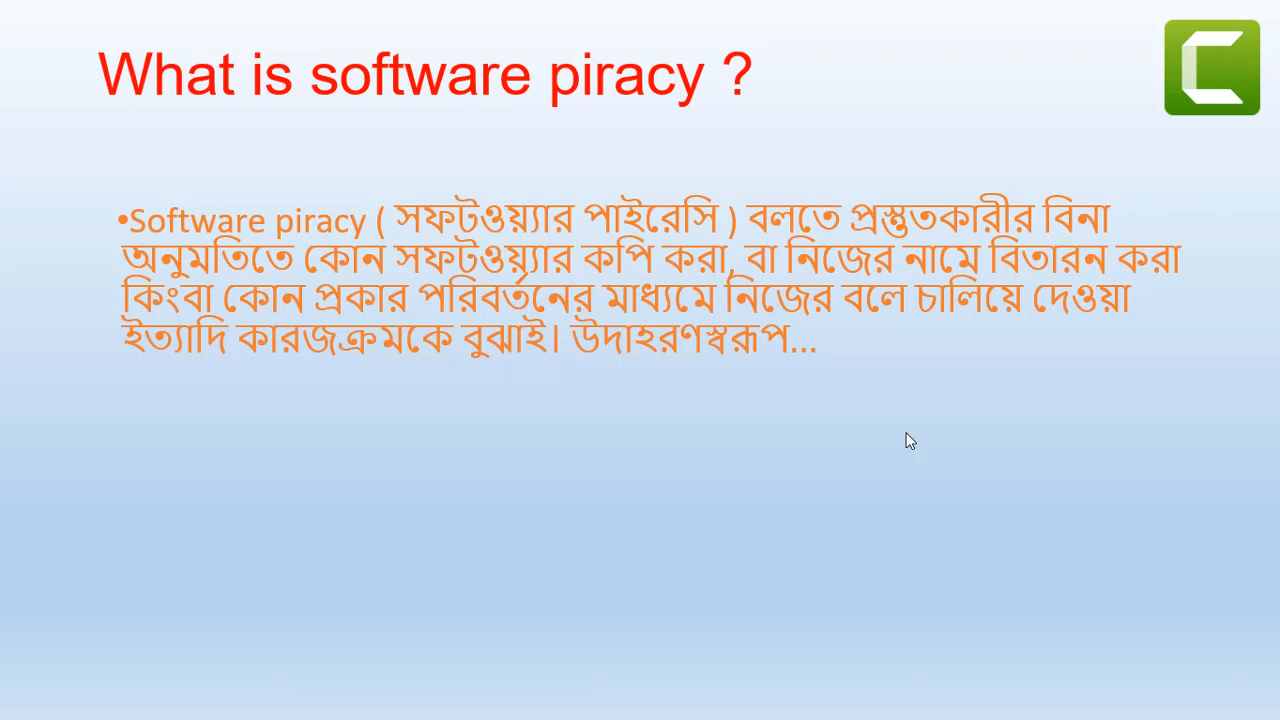 What is software piracy ?
•Software piracy ( সফটওয়্যার পাইরেসি ) বলতে প্রস্তুতকারীর বিনা
অনুমতিতে কোন সফটওয়্যার কপি করা, বা নিজের নামে বিতারন করা
কিংবা কোন প্রকার পরিবর্তনের মাধ্যমে নিজের বলে চালিয়ে দেওয়া
ইত্যাদি কারজক্রমকে বুঝাই। উদাহরণস্বরূপ...